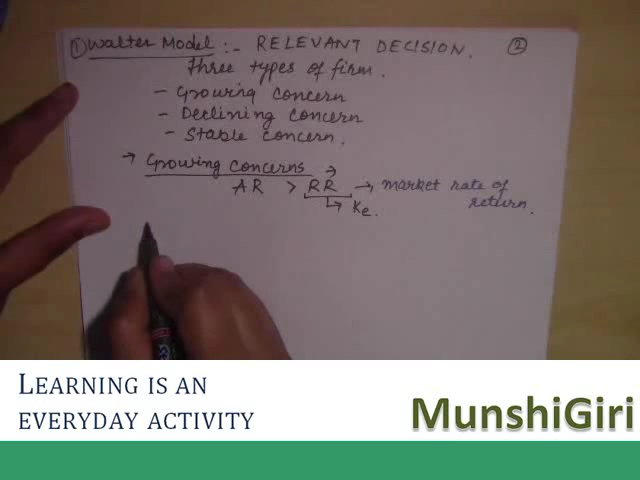 ① Walter Model :- RELEVANT DECISION. ②
Three types of firm.
- Growing Concern
- Declining Concern
- Stable Concern.
→ Growing Concerns →
AR > RR → Market rate of
return.
↳ Ke.
LEARNING IS AN
EVERYDAY ACTIVITY
MunshiGiri